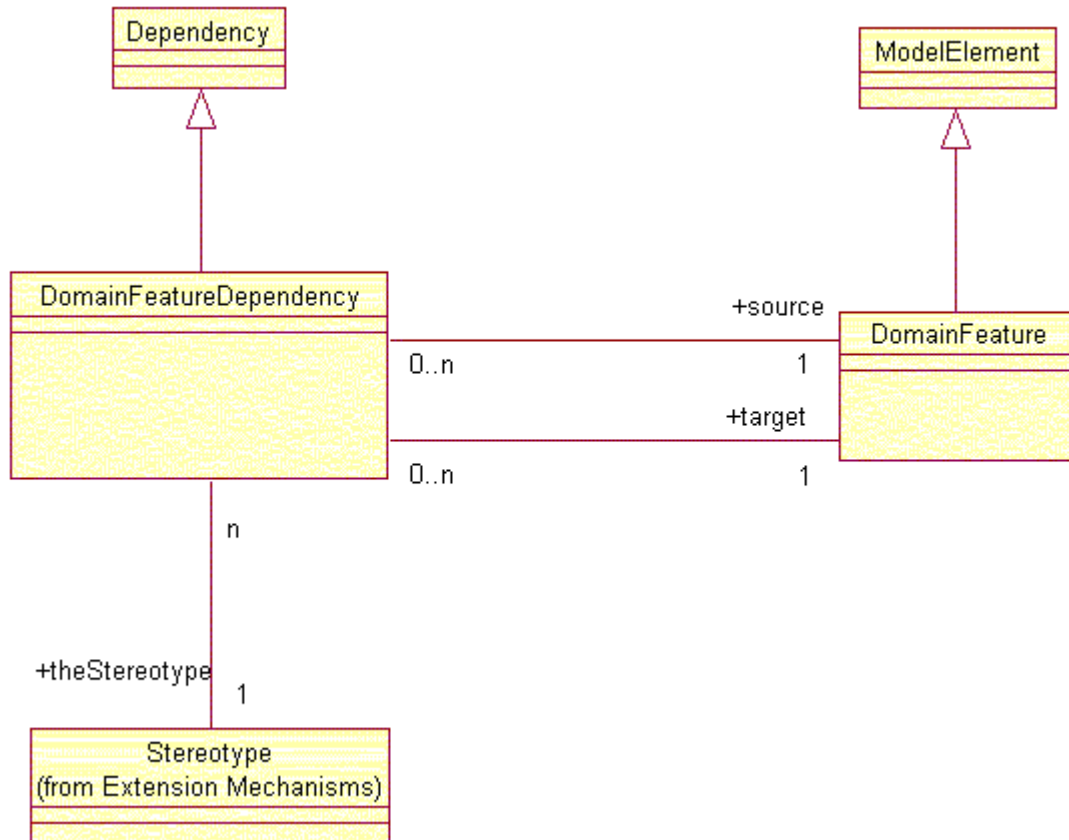 Dependency
ModelElement
DomainFeatureDependency
+source
DomainFeature
0..n
1
+target
0..n
1
n
+theStereotype
1
Stereotype
(from Extension Mechanisms)